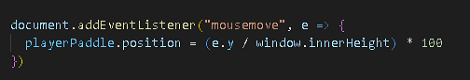 document.addEventListener("mousemove", e => {
  playerPaddle.position = (e.y / window.innerHeight) * 100
})